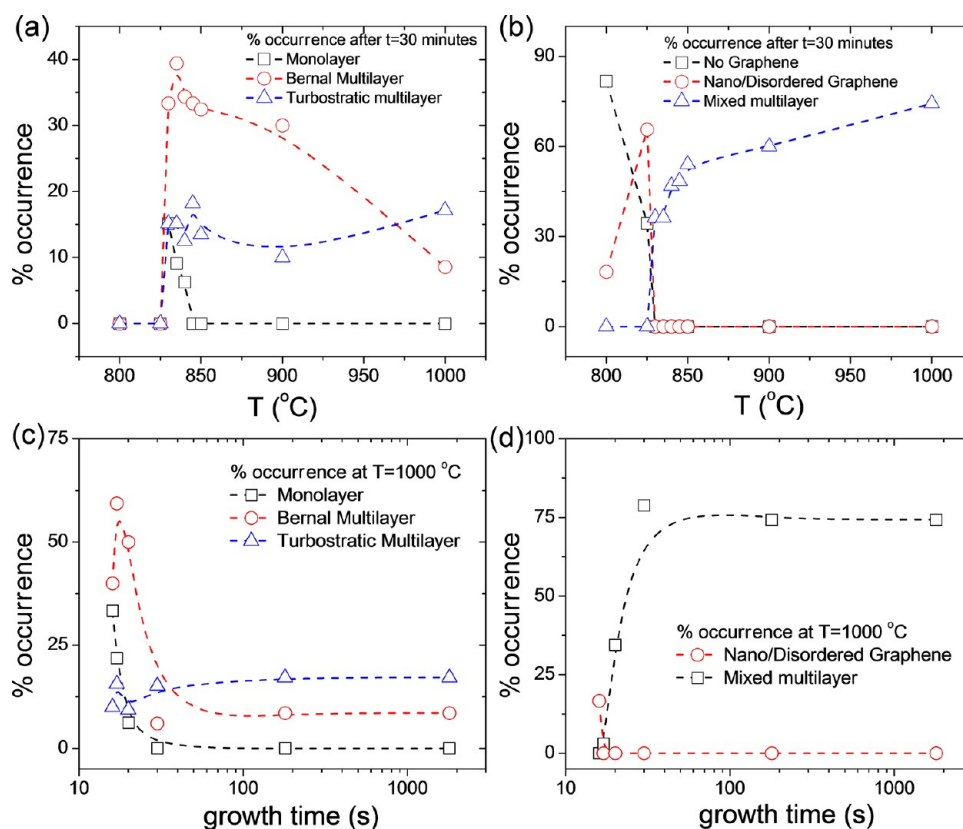 (a)
% occurrence after t=30 minutes
Monolayer
Bernal Multilayer
Turbostratic multilayer
% occurrence
40
30
20
10
0
800 850 900 950 1000
T (°C)
(b)
% occurrence after t=30 minutes
No Graphene
Nano/Disordered Graphene
Mixed multilayer
% occurrence
90
60
30
0
800 850 900 950 1000
T (°C)
(c)
% occurrence at T=1000 °C
Monolayer
Bernal Multilayer
Turbostratic Multilayer
% occurrence
75
50
25
0
10 100 1000
growth time (s)
(d)
% occurrence at T=1000 °C
Nano/Disordered Graphene
Mixed multilayer
% occurrence
100
75
50
25
0
10 100 1000
growth time (s)